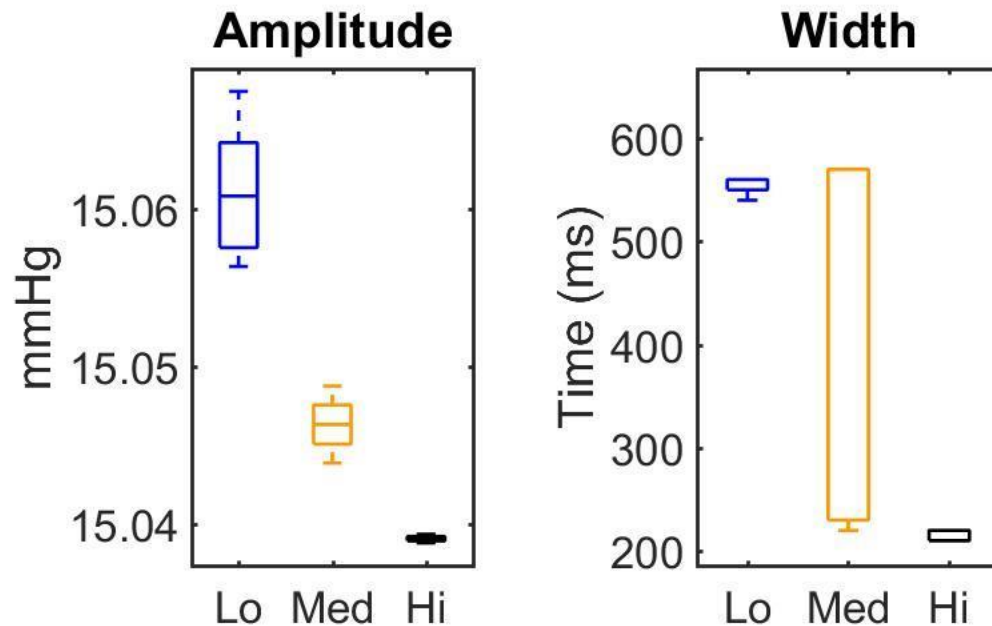 Amplitude
mmHg
15.06
15.05
15.04
Lo Med Hi
Width
Time (ms)
600
500
400
300
200
Lo Med Hi